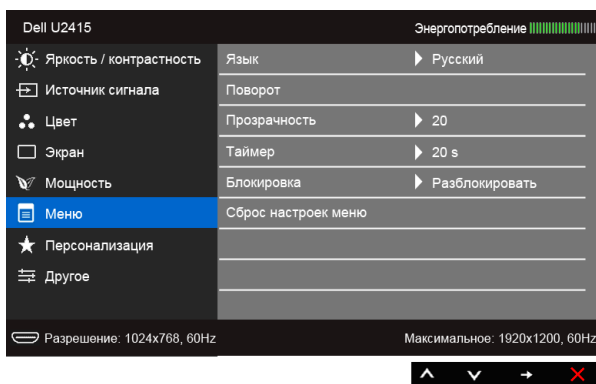 Dell U2415
Энергопотребление
Яркость / контрастность
Язык
Русский
Источник сигнала
Поворот
Цвет
Прозрачность
20
Экран
Таймер
20 s
Мощность
Блокировка
Разблокировать
Меню
Сброс настроек меню
Персонализация
Другое
Разрешение: 1024x768, 60Hz
Максимальное: 1920x1200, 60Hz